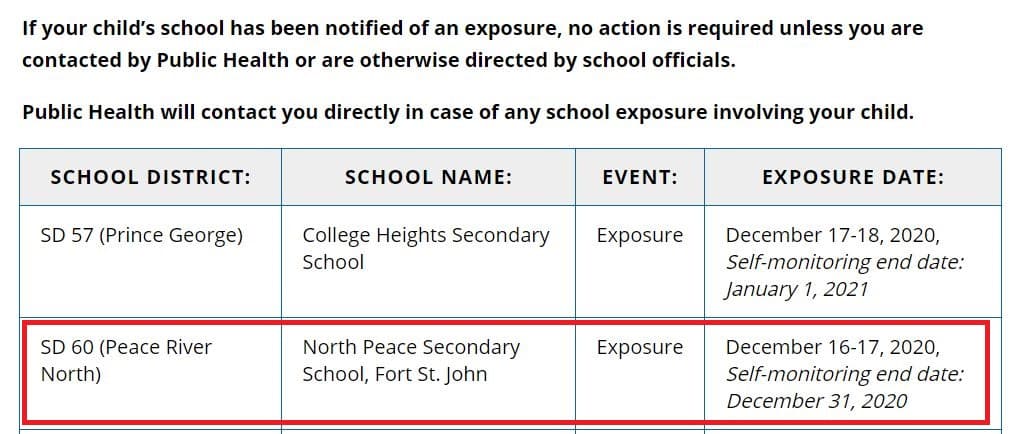 If your child’s school has been notified of an exposure, no action is required unless you are
contacted by Public Health or are otherwise directed by school officials.
Public Health will contact you directly in case of any school exposure involving your child.
SCHOOL DISTRICT:
SCHOOL NAME:
EVENT:
EXPOSURE DATE:
SD 57 (Prince George)
College Heights Secondary
School
Exposure
December 17-18, 2020,
Self-monitoring end date:
January 1, 2021
SD 60 (Peace River
North)
North Peace Secondary
School, Fort St. John
Exposure
December 16-17, 2020,
Self-monitoring end date:
December 31, 2020